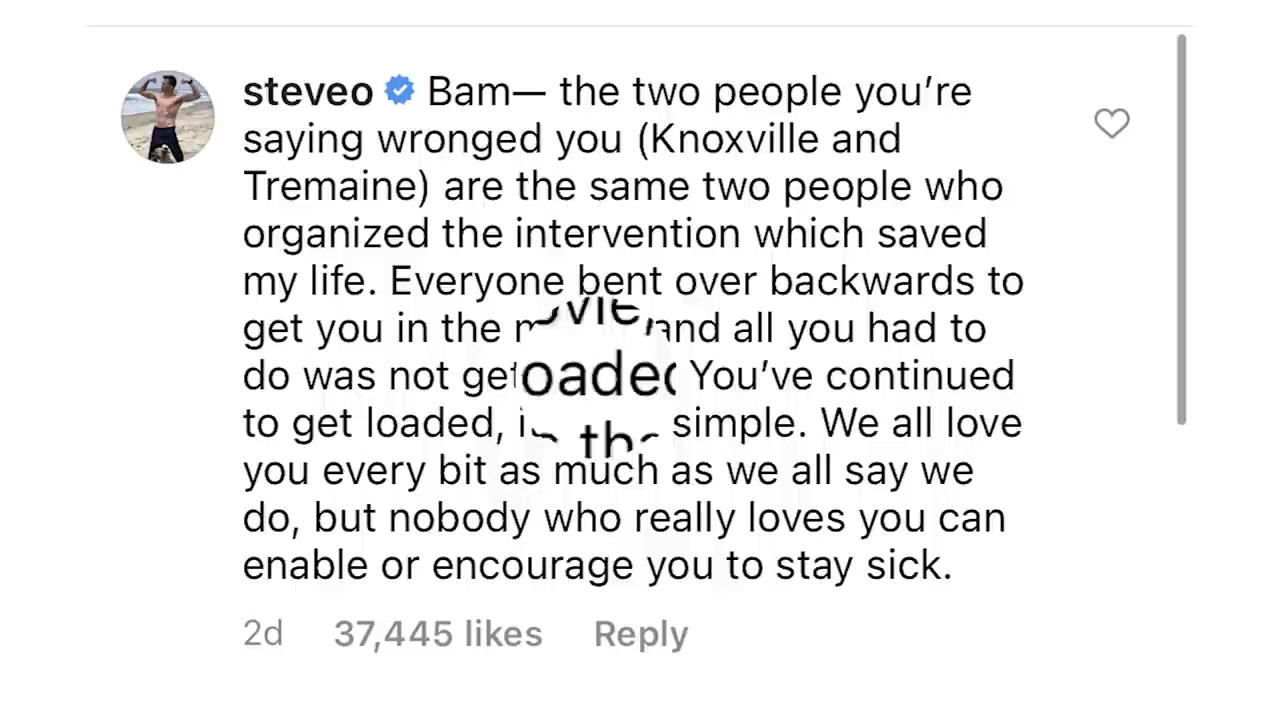 steveo Bam— the two people you're
saying wronged you (Knoxville and
Tremaine) are the same two people who
organized the intervention which saved
my life. Everyone bent over backwards to
get you in the and all you had to
do was not get loaded You've continued
to get loaded, simple. We all love
you every bit as much as we all say we
do, but nobody who really loves you can
enable or encourage you to stay sick.
2d 37,445 likes Reply